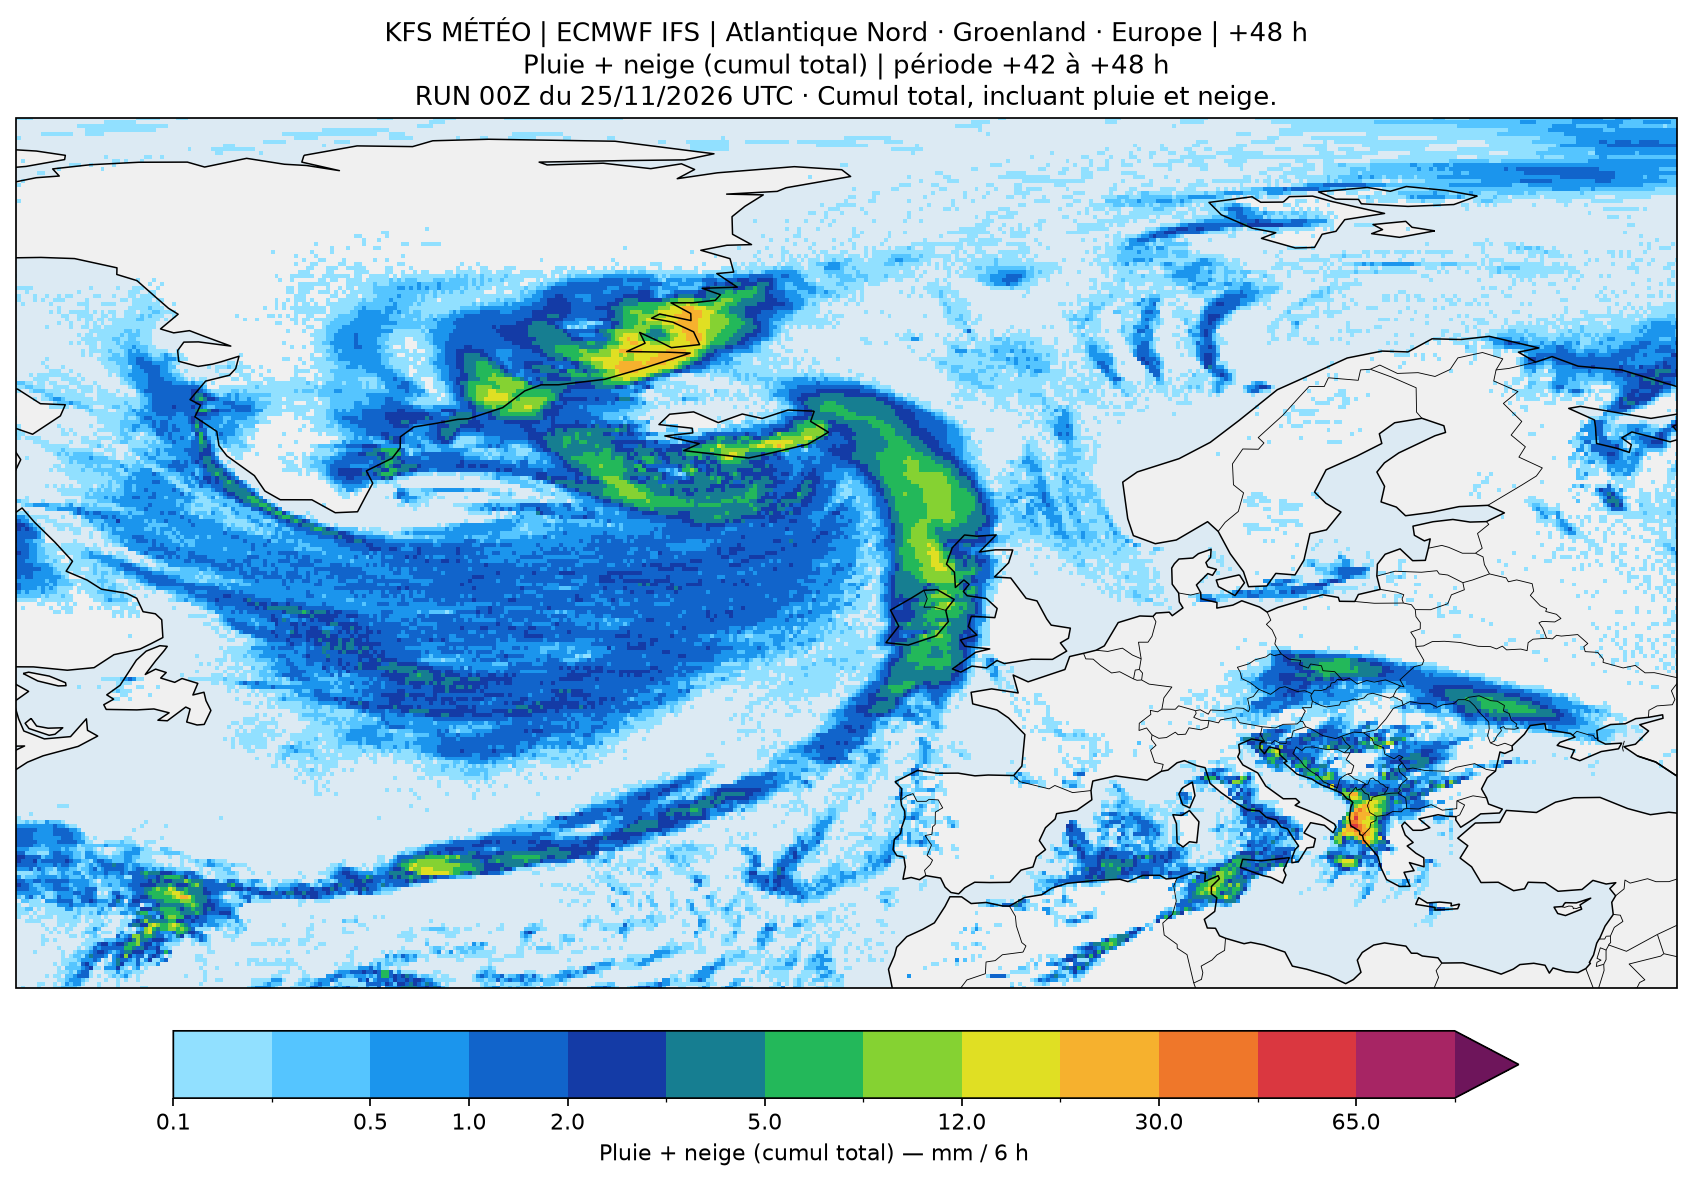 KFS MÉTÉO | ECMWF IFS | Atlantique Nord · Groenland · Europe | +48 h
Pluie + neige (cumul total) | période +42 à +48 h
RUN 00Z du 25/11/2026 UTC · Cumul total, incluant pluie et neige.
0.1 0.5 1.0 2.0 5.0 12.0 30.0 65.0
Pluie + neige (cumul total) — mm / 6 h